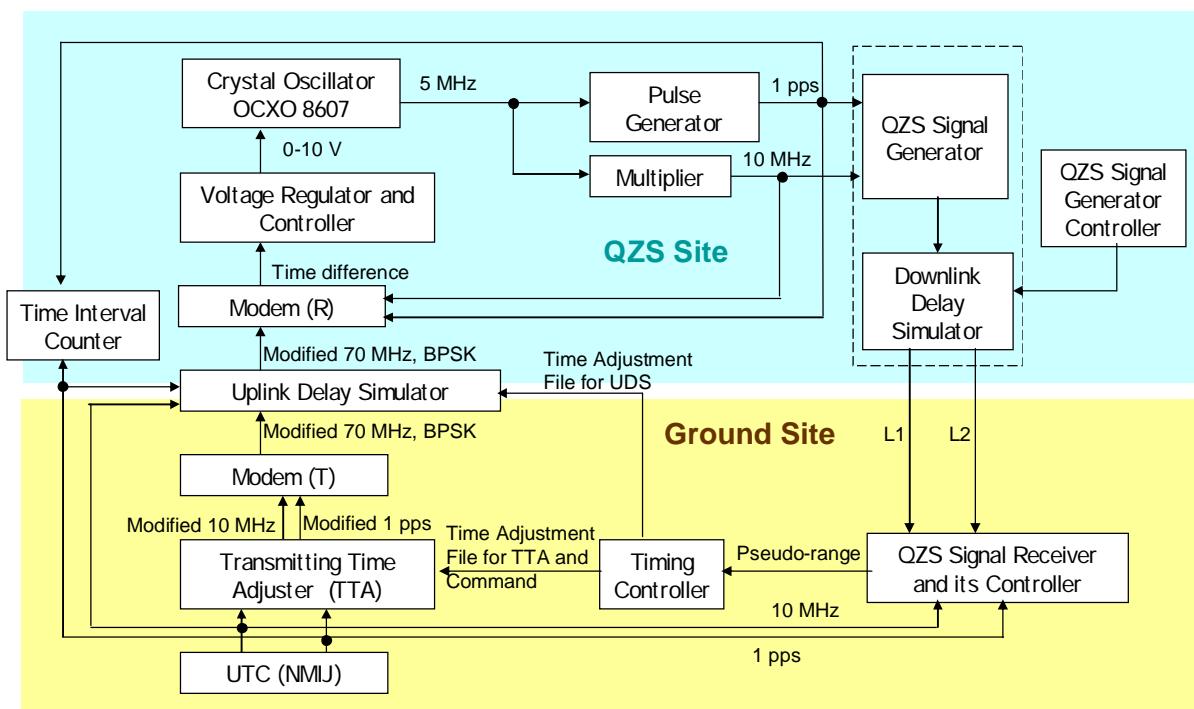 Crystal Oscillator
OCXO 8607
5 MHz
Pulse
Generator
1 pps
QZS Signal
Generator
0-10 V
10 MHz
Multiplier
QZS Signal
Generator
Controller
Voltage Regulator and
Controller
QZS Site
Time difference
Downlink
Delay
Simulator
Time Interval
Counter
Modem (R)
Modified 70 MHz, BPSK
Time Adjustment
File for UDS
Uplink Delay Simulator
Modified 70 MHz, BPSK
Ground Site
L1
L2
Modem (T)
Modified 10 MHz
Modified 1 pps
Time Adjustment
File for TTA and
Command
Transmitting Time
Adjuster (TTA)
Timing
Controller
Pseudo-range
QZS Signal Receiver
and its Controller
10 MHz
1 pps
UTC (NMIJ)